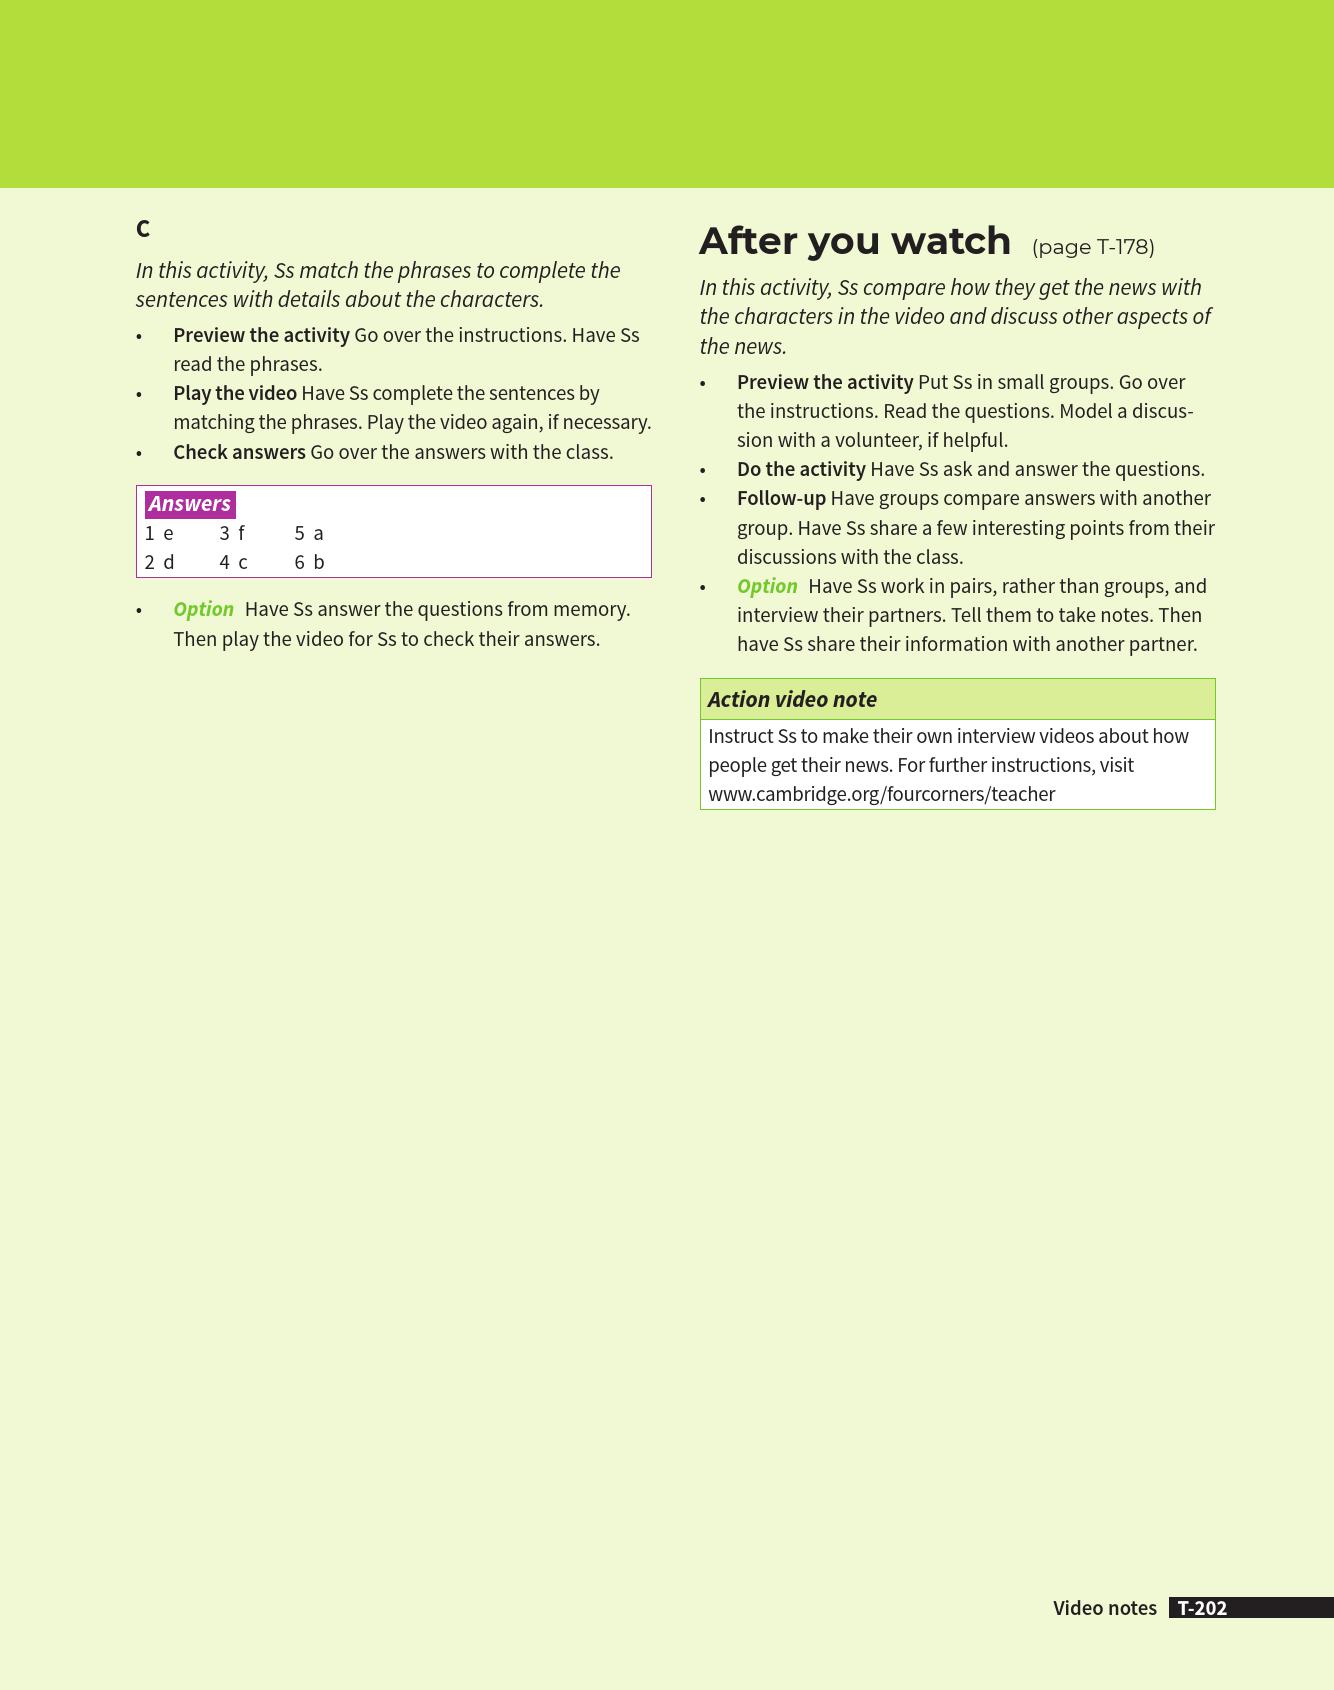 C
In this activity, Ss match the phrases to complete the
sentences with details about the characters.
• Preview the activity Go over the instructions. Have Ss
read the phrases.
• Play the video Have Ss complete the sentences by
matching the phrases. Play the video again, if necessary.
• Check answers Go over the answers with the class.
Answers
1 e 3 f 5 a
2 d 4 c 6 b
• Option Have Ss answer the questions from memory.
Then play the video for Ss to check their answers.
After you watch (page T-178)
In this activity, Ss compare how they get the news with
the characters in the video and discuss other aspects of
the news.
• Preview the activity Put Ss in small groups. Go over
the instructions. Read the questions. Model a discus-
sion with a volunteer, if helpful.
• Do the activity Have Ss ask and answer the questions.
• Follow-up Have groups compare answers with another
group. Have Ss share a few interesting points from their
discussions with the class.
• Option Have Ss work in pairs, rather than groups, and
interview their partners. Tell them to take notes. Then
have Ss share their information with another partner.
Action video note
Instruct Ss to make their own interview videos about how
people get their news. For further instructions, visit
www.cambridge.org/fourcorners/teacher
Video notes T-202